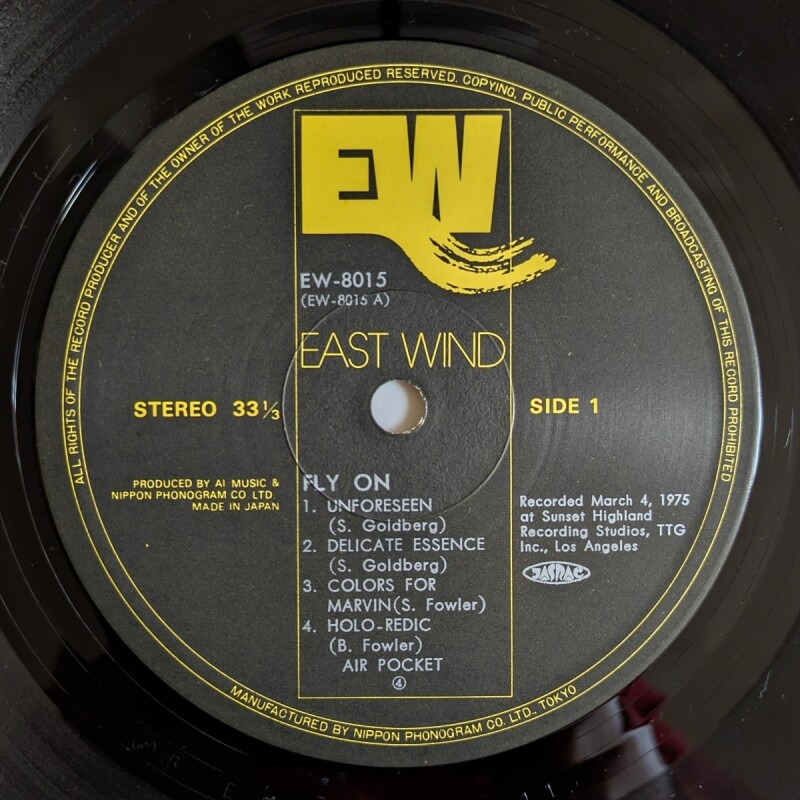 ALL RIGHTS OF THE RECORD PRODUCER AND OF THE OWNER OF THE WORK REPRODUCED RESERVED. COPYING, PUBLIC PERFORMANCE AND BROADCASTING OF THIS RECORD PROHIBITED
EW
EW-8015
(EW-8015 A)
EAST WIND
STEREO 33 1/3
SIDE 1
PRODUCED BY AI MUSIC &
NIPPON PHONOGRAM CO LTD.
MADE IN JAPAN
FLY ON
1. UNFORESEEN
(S. Goldberg)
2. DELICATE ESSENCE
(S. Goldberg)
3. COLORS FOR
MARVIN(S. Fowler)
4. HOLO-REDIC
(B. Fowler)
AIR POCKET
④
Recorded March 4, 1975
at Sunset Highland
Recording Studios, TTG
Inc., Los Angeles
JASRAC
MANUFACTURED BY NIPPON PHONOGRAM CO. LTD. TOKYO